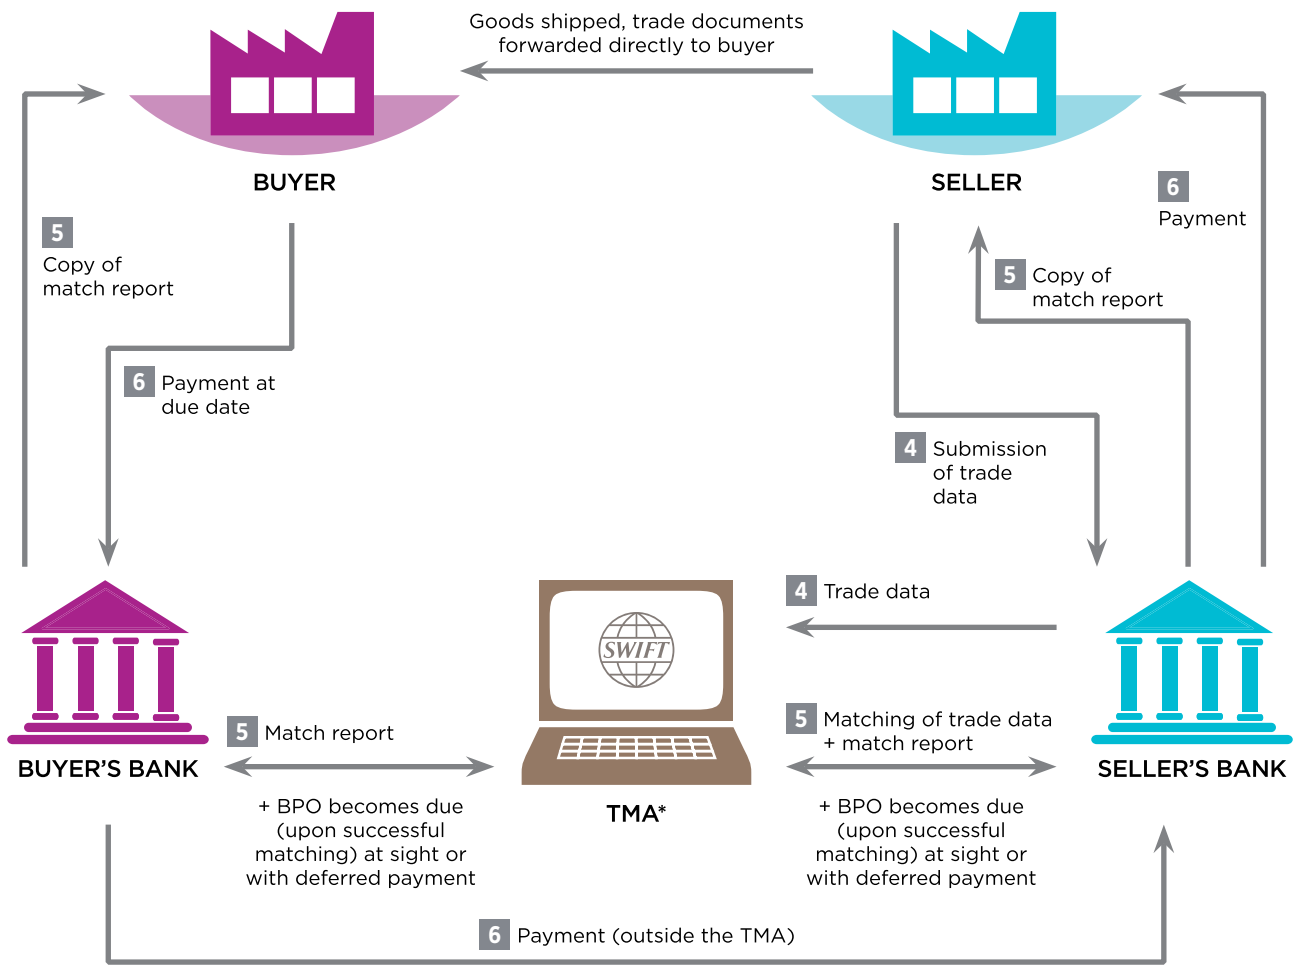 Goods shipped, trade documents
forwarded directly to buyer
BUYER
SELLER
6
Payment
5
Copy of
match report
5
Copy of
match report
6
Payment at
due date
4
Submission
of trade
data
4
Trade data
SWIFT
5
Match report
5
Matching of trade data
+ match report
BUYER'S BANK
SELLER'S BANK
TMA*
+ BPO becomes due
(upon successful
matching) at sight or
with deferred payment
+ BPO becomes due
(upon successful
matching) at sight or
with deferred payment
6
Payment (outside the TMA)